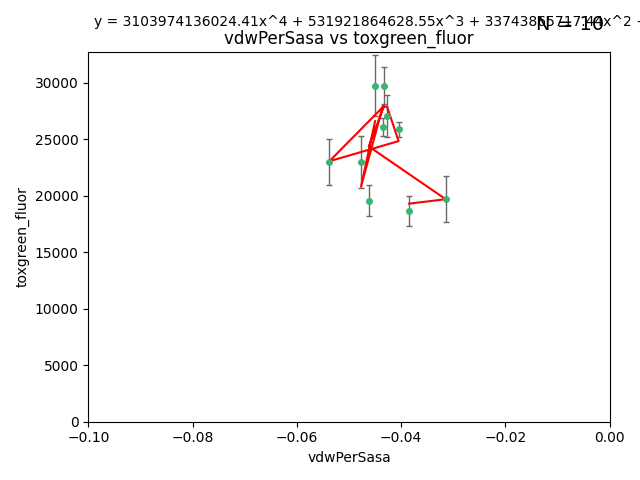 y = 3103974136024.41x^4 + 531921864628.55x^3 +
N = 10
vdwPerSasa vs toxgreen_fluor
30000
25000
20000
15000
10000
5000
0
toxgreen_fluor
−0.10 −0.08 −0.06 −0.04 −0.02 0.00
vdwPerSasa